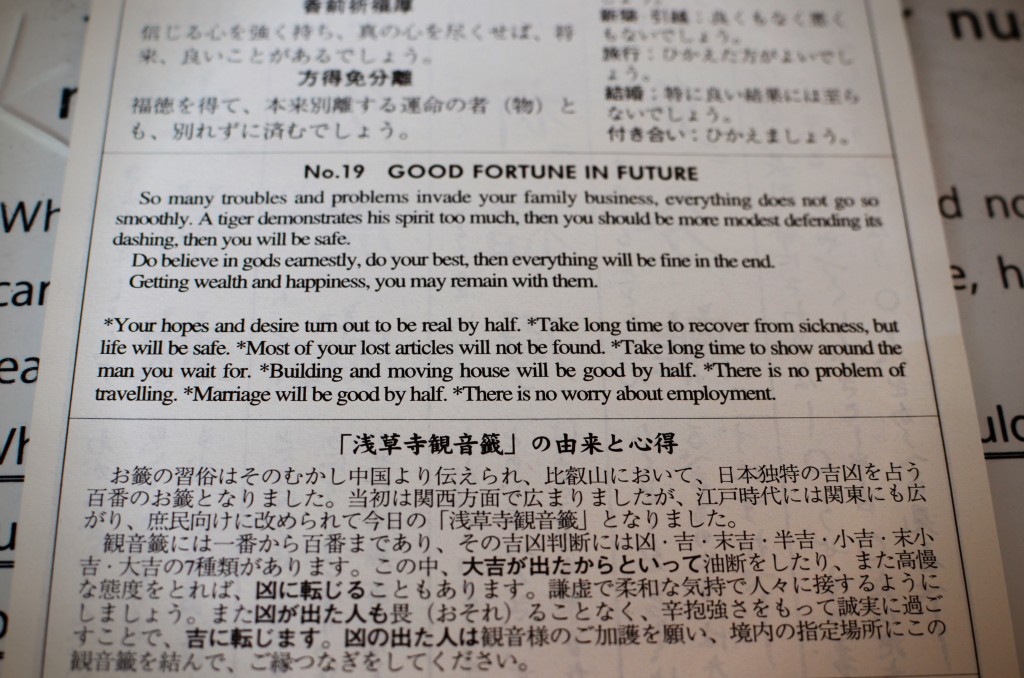 香前祈福厚
信じる心を強く持ち、真の心を尽くせば、将
来、良いことがあるでしょう。
方得免分離
福徳を得て、本来別離する運命の者（物）と
も、別れずに済むでしょう。
新築・引越：良くもなく悪く
もないでしょう。
旅行：ひかえた方がよいでし
ょう。
結婚：特に良い結果には至ら
ないでしょう。
付き合い：ひかえましょう。
No.19 GOOD FORTUNE IN FUTURE
So many troubles and problems invade your family business, everything does not go so
smoothly. A tiger demonstrates his spirit too much, then you should be more modest defending its
dashing, then you will be safe.
Do believe in gods earnestly, do your best, then everything will be fine in the end.
Getting wealth and happiness, you may remain with them.
*Your hopes and desire turn out to be real by half. *Take long time to recover from sickness, but
life will be safe. *Most of your lost articles will not be found. *Take long time to show around the
man you wait for. *Building and moving house will be good by half. *There is no problem of
travelling. *Marriage will be good by half. *There is no worry about employment.
「浅草寺観音籤」の由来と心得
お籤の習俗はそのむかし中国より伝えられ、比叡山において、日本独特の吉凶を占う
百番のお籤となりました。当初は関西方面で広まりましたが、江戸時代には関東にも広
がり、庶民向けに改められて今日の「浅草寺観音籤」となりました。
観音籤には一番から百番まであり、その吉凶判断には凶・吉・末吉・半吉・小吉・末小
吉・大吉の7種類があります。この中、大吉が出たからといって油断をしたり、また高慢
な態度をとれば、凶に転じることもあります。謙虚で柔和な気持で人々に接するように
しましょう。また凶が出た人も畏（おそれ）ることなく、辛抱強さをもって誠実に過ご
すことで、吉に転じます。凶の出た人は観音様のご加護を願い、境内の指定場所にこの
観音籤を結んで、ご縁つなぎをしてください。